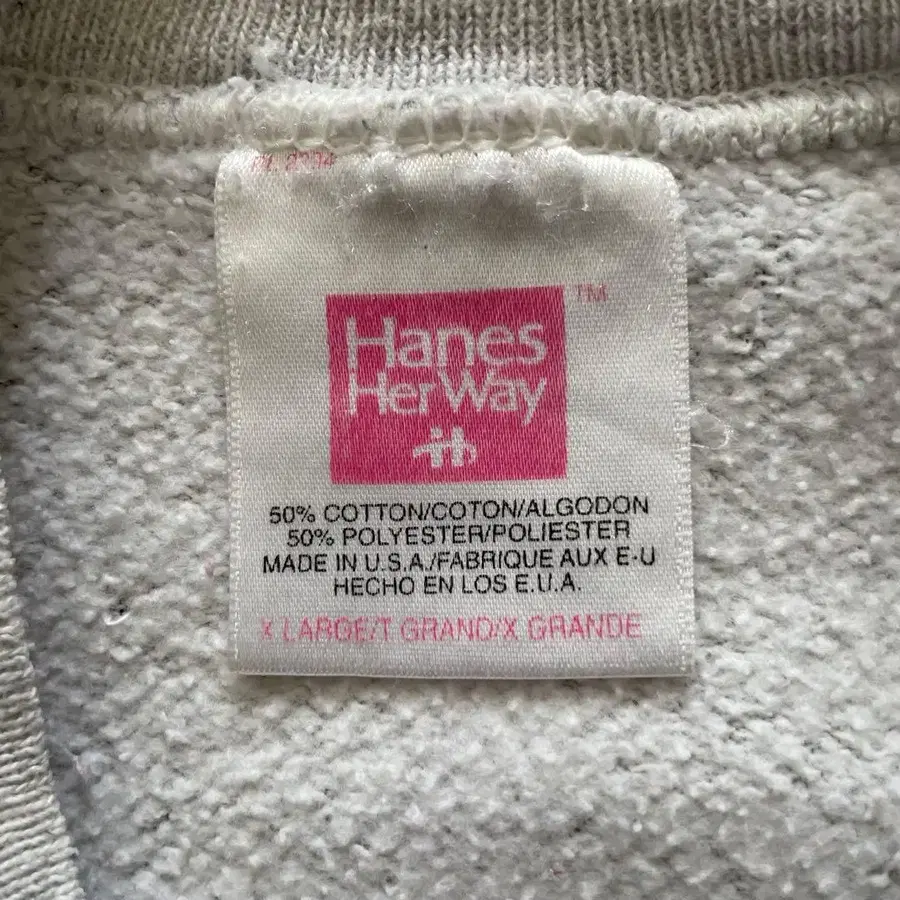 TM
Hanes
Her Way
50% COTTON/COTON/ALGODON
50% POLYESTER/POLIESTER
MADE IN U.S.A./FABRIQUE AUX E-U
HECHO EN LOS E.U.A.
X LARGE/T GRAND/X GRANDE